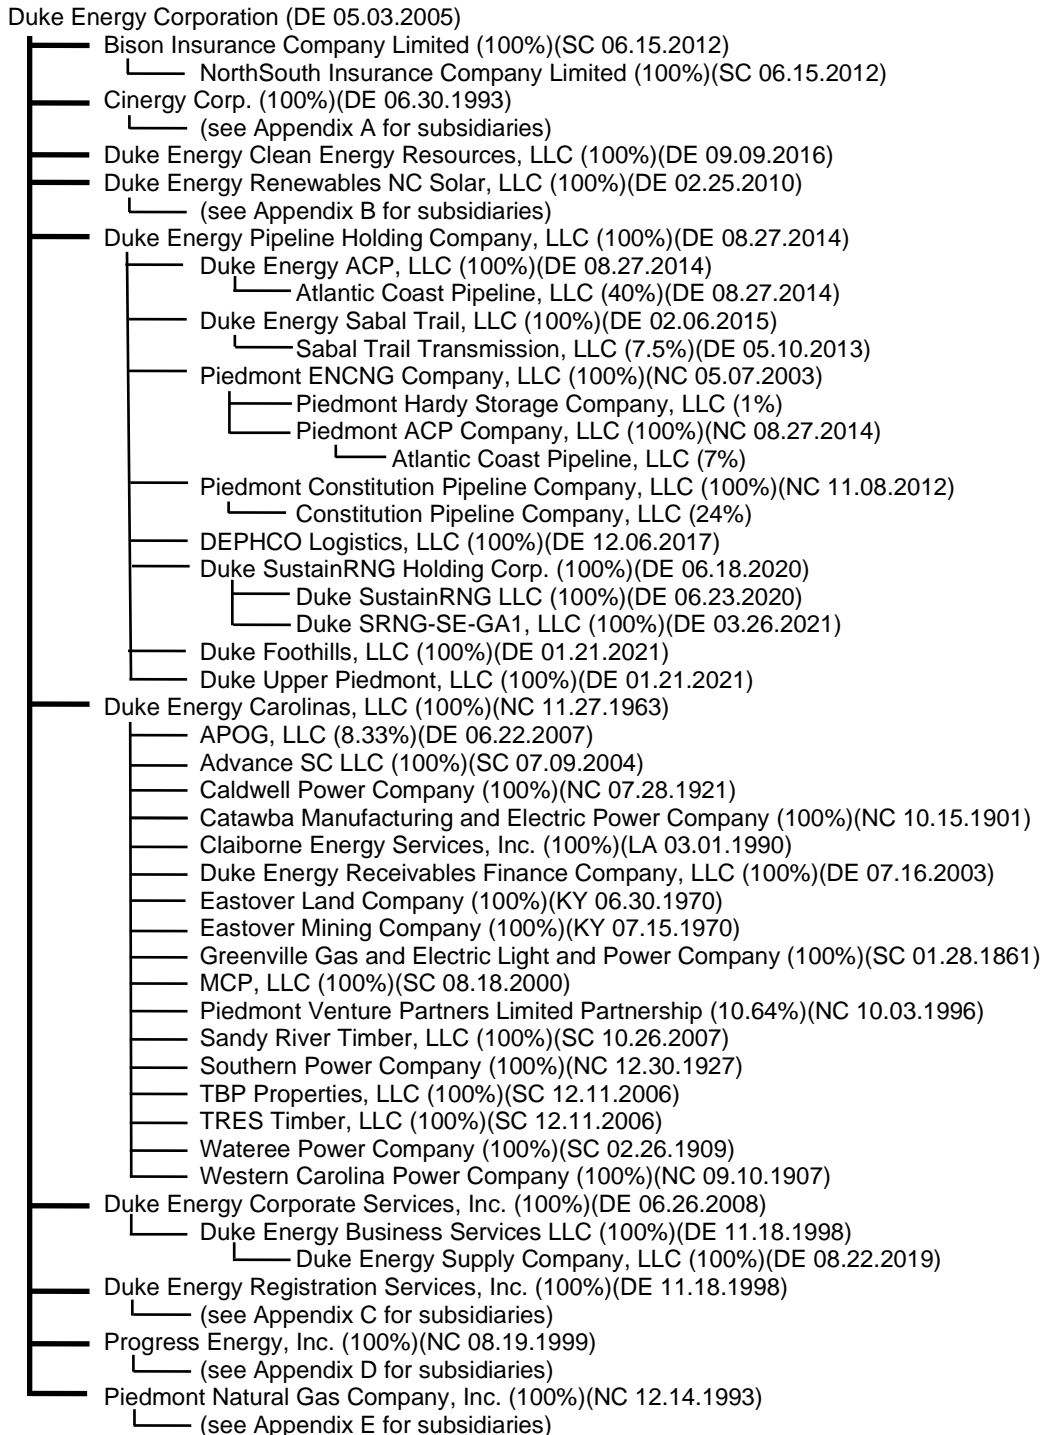 Duke Energy Corporation (DE 05.03.2005)
Bison Insurance Company Limited (100%)(SC 06.15.2012)
NorthSouth Insurance Company Limited (100%)(SC 06.15.2012)
Cinergy Corp. (100%)(DE 06.30.1993)
(see Appendix A for subsidiaries)
Duke Energy Clean Energy Resources, LLC (100%)(DE 09.09.2016)
Duke Energy Renewables NC Solar, LLC (100%)(DE 02.25.2010)
(see Appendix B for subsidiaries)
Duke Energy Pipeline Holding Company, LLC (100%)(DE 08.27.2014)
Duke Energy ACP, LLC (100%)(DE 08.27.2014)
Atlantic Coast Pipeline, LLC (40%)(DE 08.27.2014)
Duke Energy Sabal Trail, LLC (100%)(DE 02.06.2015)
Sabal Trail Transmission, LLC (7.5%)(DE 05.10.2013)
Piedmont ENCNG Company, LLC (100%)(NC 05.07.2003)
Piedmont Hardy Storage Company, LLC (1%)
Piedmont ACP Company, LLC (100%)(NC 08.27.2014)
Atlantic Coast Pipeline, LLC (7%)
Piedmont Constitution Pipeline Company, LLC (100%)(NC 11.08.2012)
Constitution Pipeline Company, LLC (24%)
DEPHCO Logistics, LLC (100%)(DE 12.06.2017)
Duke SustainRNG Holding Corp. (100%)(DE 06.18.2020)
Duke SustainRNG LLC (100%)(DE 06.23.2020)
Duke SRNG-SE-GA1, LLC (100%)(DE 03.26.2021)
Duke Foothills, LLC (100%)(DE 01.21.2021)
Duke Upper Piedmont, LLC (100%)(DE 01.21.2021)
Duke Energy Carolinas, LLC (100%)(NC 11.27.1963)
APOG, LLC (8.33%)(DE 06.22.2007)
Advance SC LLC (100%)(SC 07.09.2004)
Caldwell Power Company (100%)(NC 07.28.1921)
Catawba Manufacturing and Electric Power Company (100%)(NC 10.15.1901)
Claiborne Energy Services, Inc. (100%)(LA 03.01.1990)
Duke Energy Receivables Finance Company, LLC (100%)(DE 07.16.2003)
Eastover Land Company (100%)(KY 06.30.1970)
Eastover Mining Company (100%)(KY 07.15.1970)
Greenville Gas and Electric Light and Power Company (100%)(SC 01.28.1861)
MCP, LLC (100%)(SC 08.18.2000)
Piedmont Venture Partners Limited Partnership (10.64%)(NC 10.03.1996)
Sandy River Timber, LLC (100%)(SC 10.26.2007)
Southern Power Company (100%)(NC 12.30.1927)
TBP Properties, LLC (100%)(SC 12.11.2006)
TRES Timber, LLC (100%)(SC 12.11.2006)
Wateree Power Company (100%)(SC 02.26.1909)
Western Carolina Power Company (100%)(NC 09.10.1907)
Duke Energy Corporate Services, Inc. (100%)(DE 06.26.2008)
Duke Energy Business Services LLC (100%)(DE 11.18.1998)
Duke Energy Supply Company, LLC (100%)(DE 08.22.2019)
Duke Energy Registration Services, Inc. (100%)(DE 11.18.1998)
(see Appendix C for subsidiaries)
Progress Energy, Inc. (100%)(NC 08.19.1999)
(see Appendix D for subsidiaries)
Piedmont Natural Gas Company, Inc. (100%)(NC 12.14.1993)
(see Appendix E for subsidiaries)